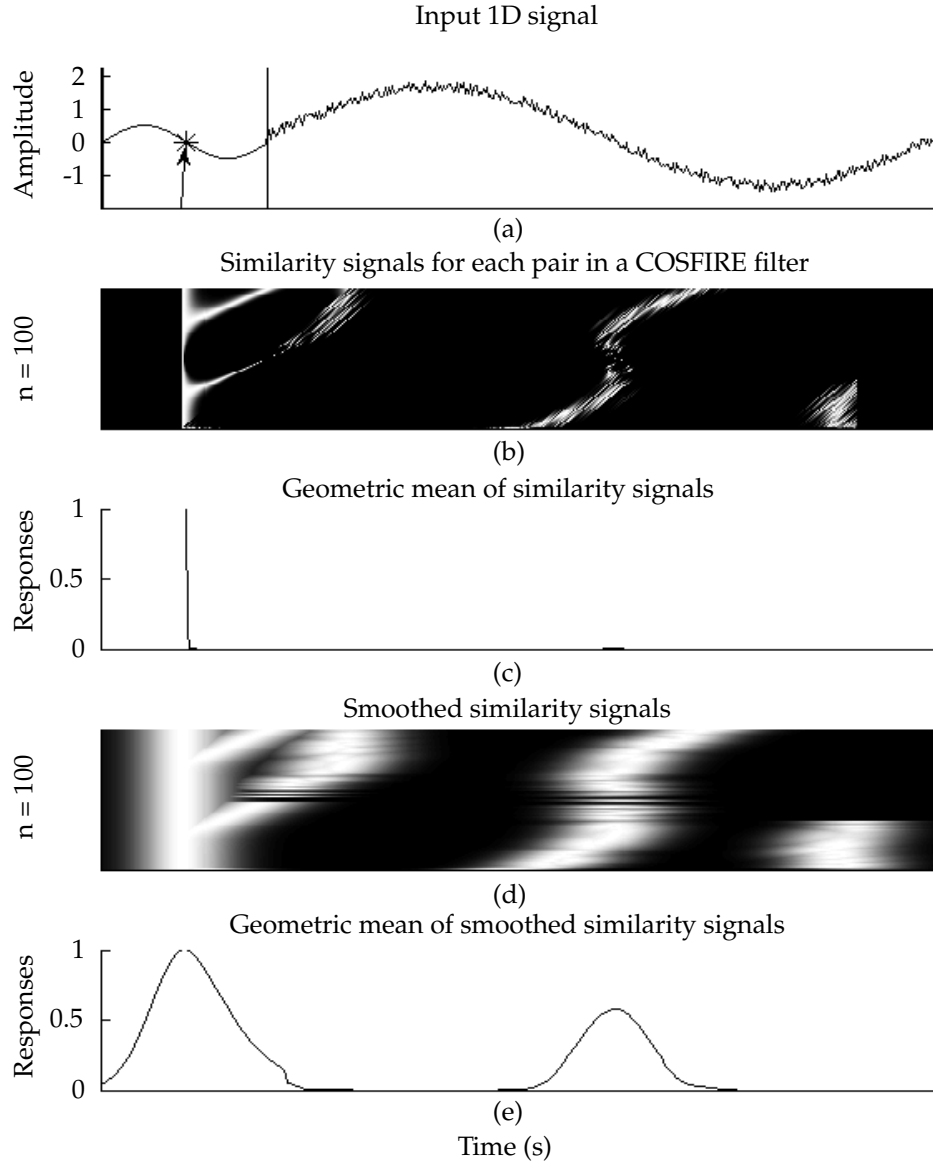 Input 1D signal
Amplitude
2
1
0
-1
(a)
Similarity signals for each pair in a COSFIRE filter
n = 100
(b)
Geometric mean of similarity signals
Responses
1
0.5
0
(c)
Smoothed similarity signals
n = 100
(d)
Geometric mean of smoothed similarity signals
Responses
1
0.5
0
(e)
Time (s)